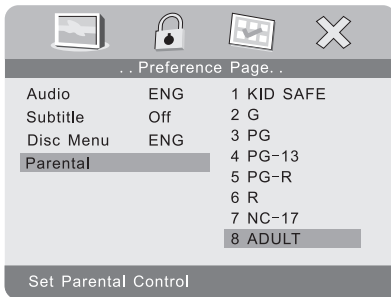 . . Preference Page. .
Audio ENG 1 KID SAFE
Subtitle Off 2 G
Disc Menu ENG 3 PG
Parental 4 PG-13
5 PG-R
6 R
7 NC-17
8 ADULT
Set Parental Control